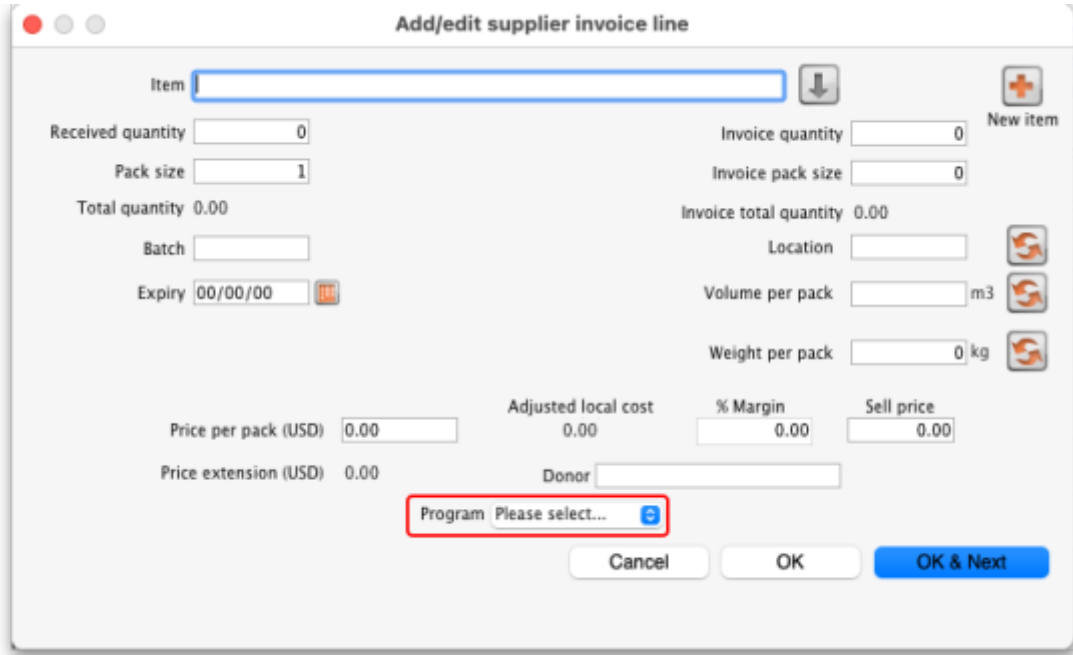 Add/edit supplier invoice line
Item
New item
Received quantity 0 Invoice quantity 0
Pack size 1 Invoice pack size 0
Total quantity 0.00 Invoice total quantity 0.00
Batch Location
Expiry 00/00/00 Volume per pack m3
Weight per pack 0 kg
Adjusted local cost % Margin Sell price
Price per pack (USD) 0.00 0.00 0.00 0.00
Price extension (USD) 0.00 Donor
Program Please select...
Cancel OK OK & Next